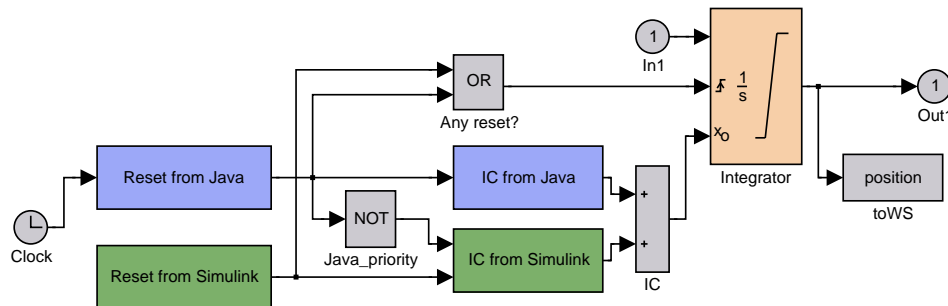 1
In1
OR
Any reset?
1
s
xo
Integrator
1
Out1
position
toWS
Reset from Java
IC from Java
Clock
NOT
Java_priority
+
+
IC
Reset from Simulink
IC from Simulink